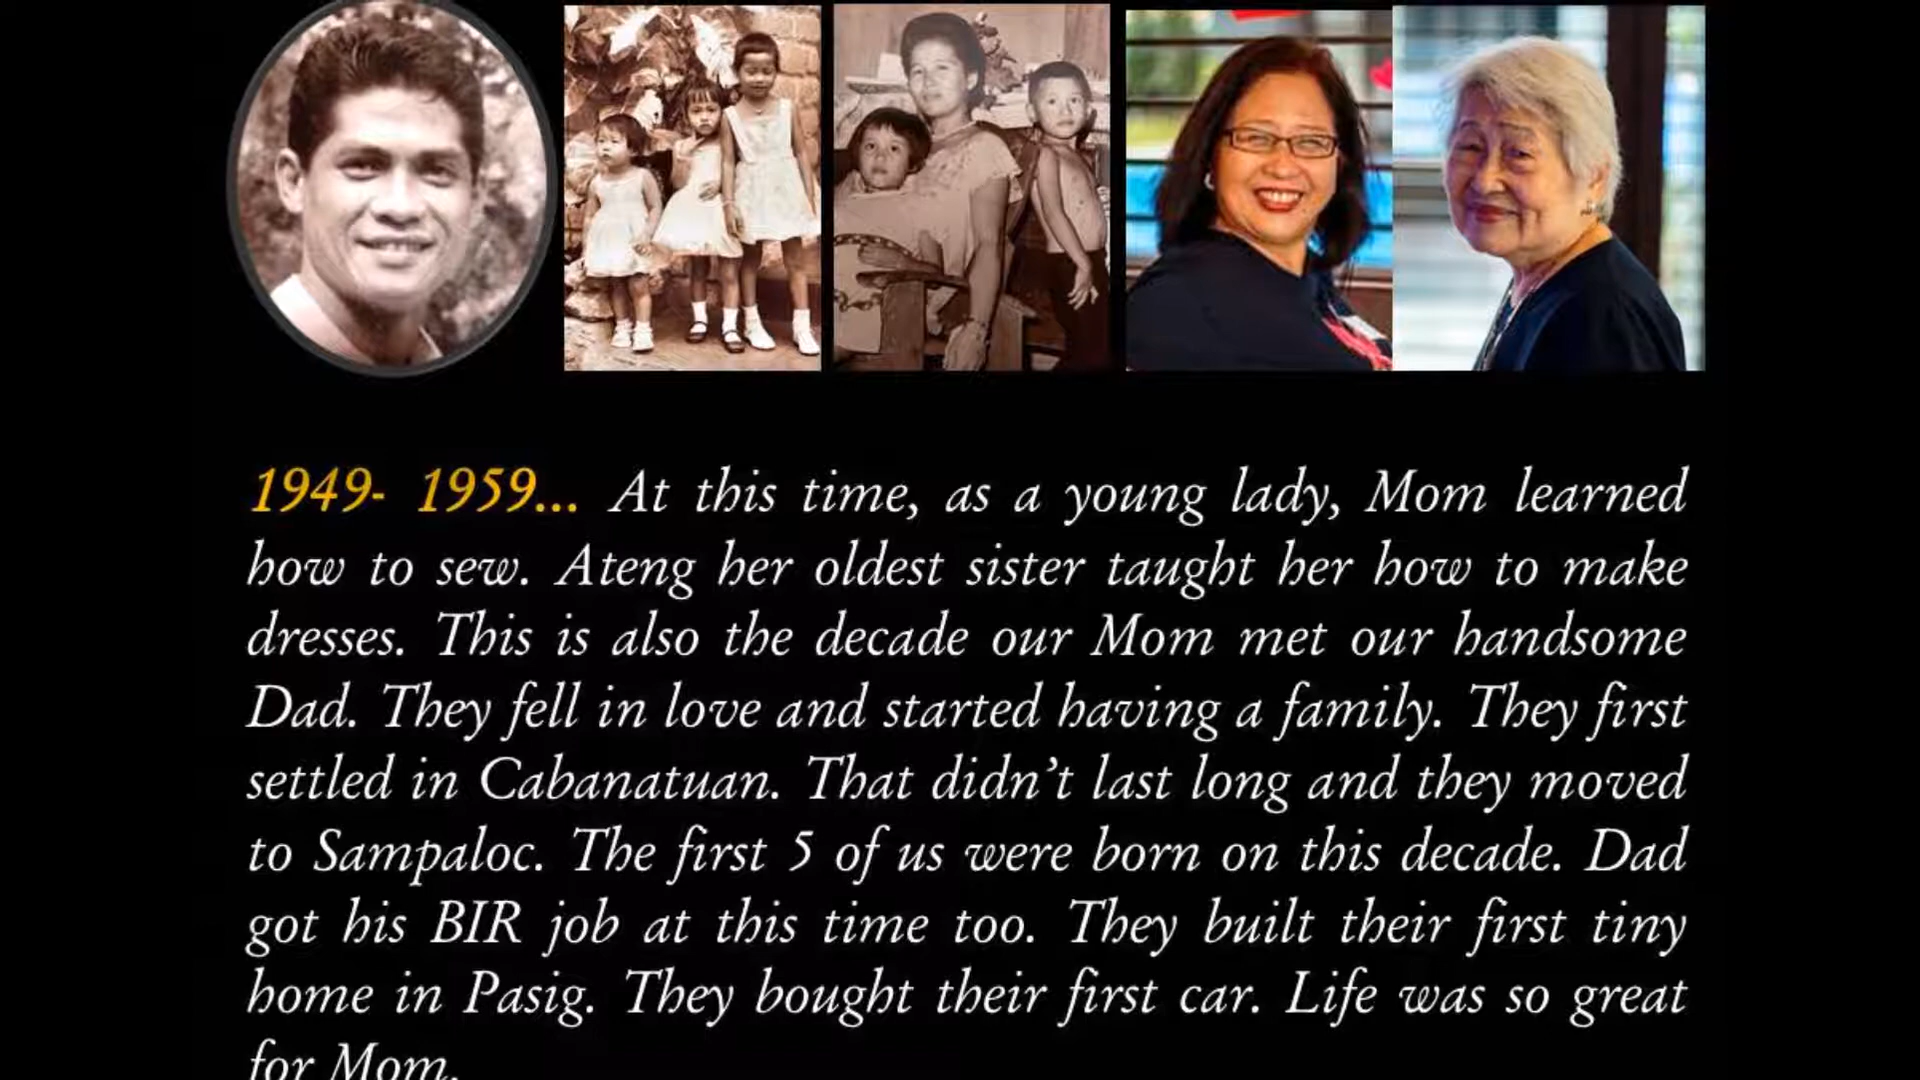 1949- 1959... At this time, as a young lady, Mom learned
how to sew. Ateng her oldest sister taught her how to make
dresses. This is also the decade our Mom met our handsome
Dad. They fell in love and started having a family. They first
settled in Cabanatuan. That didn’t last long and they moved
to Sampaloc. The first 5 of us were born on this decade. Dad
got his BIR job at this time too. They built their first tiny
home in Pasig. They bought their first car. Life was so great
for Mom.